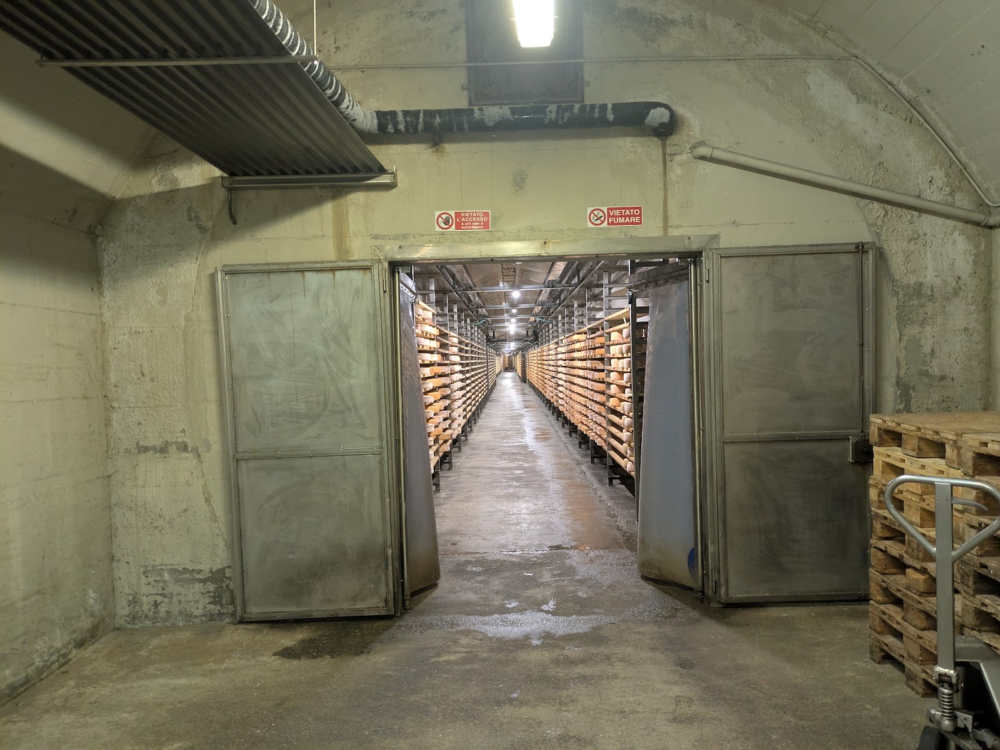 VIETATO
L'ACCESSO
a chi non è
autorizzato
VIETATO
FUMARE